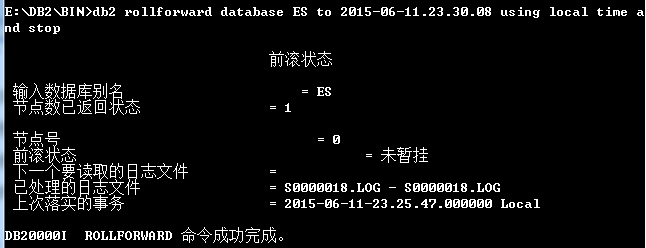 E:\DB2\BIN>db2 rollforward database ES to 2015-06-11.23.30.08 using local time a
nd stop
前滚状态
输入数据库别名 = ES
节点数已返回状态 = 1
节点号 = 0
前滚状态 = 未暂挂
下一个要读取的日志文件 =
已处理的日志文件 = S0000018.LOG - S0000018.LOG
上次落实的事务 = 2015-06-11-23.25.47.000000 Local
DB20000I ROLLFORWARD 命令成功完成。